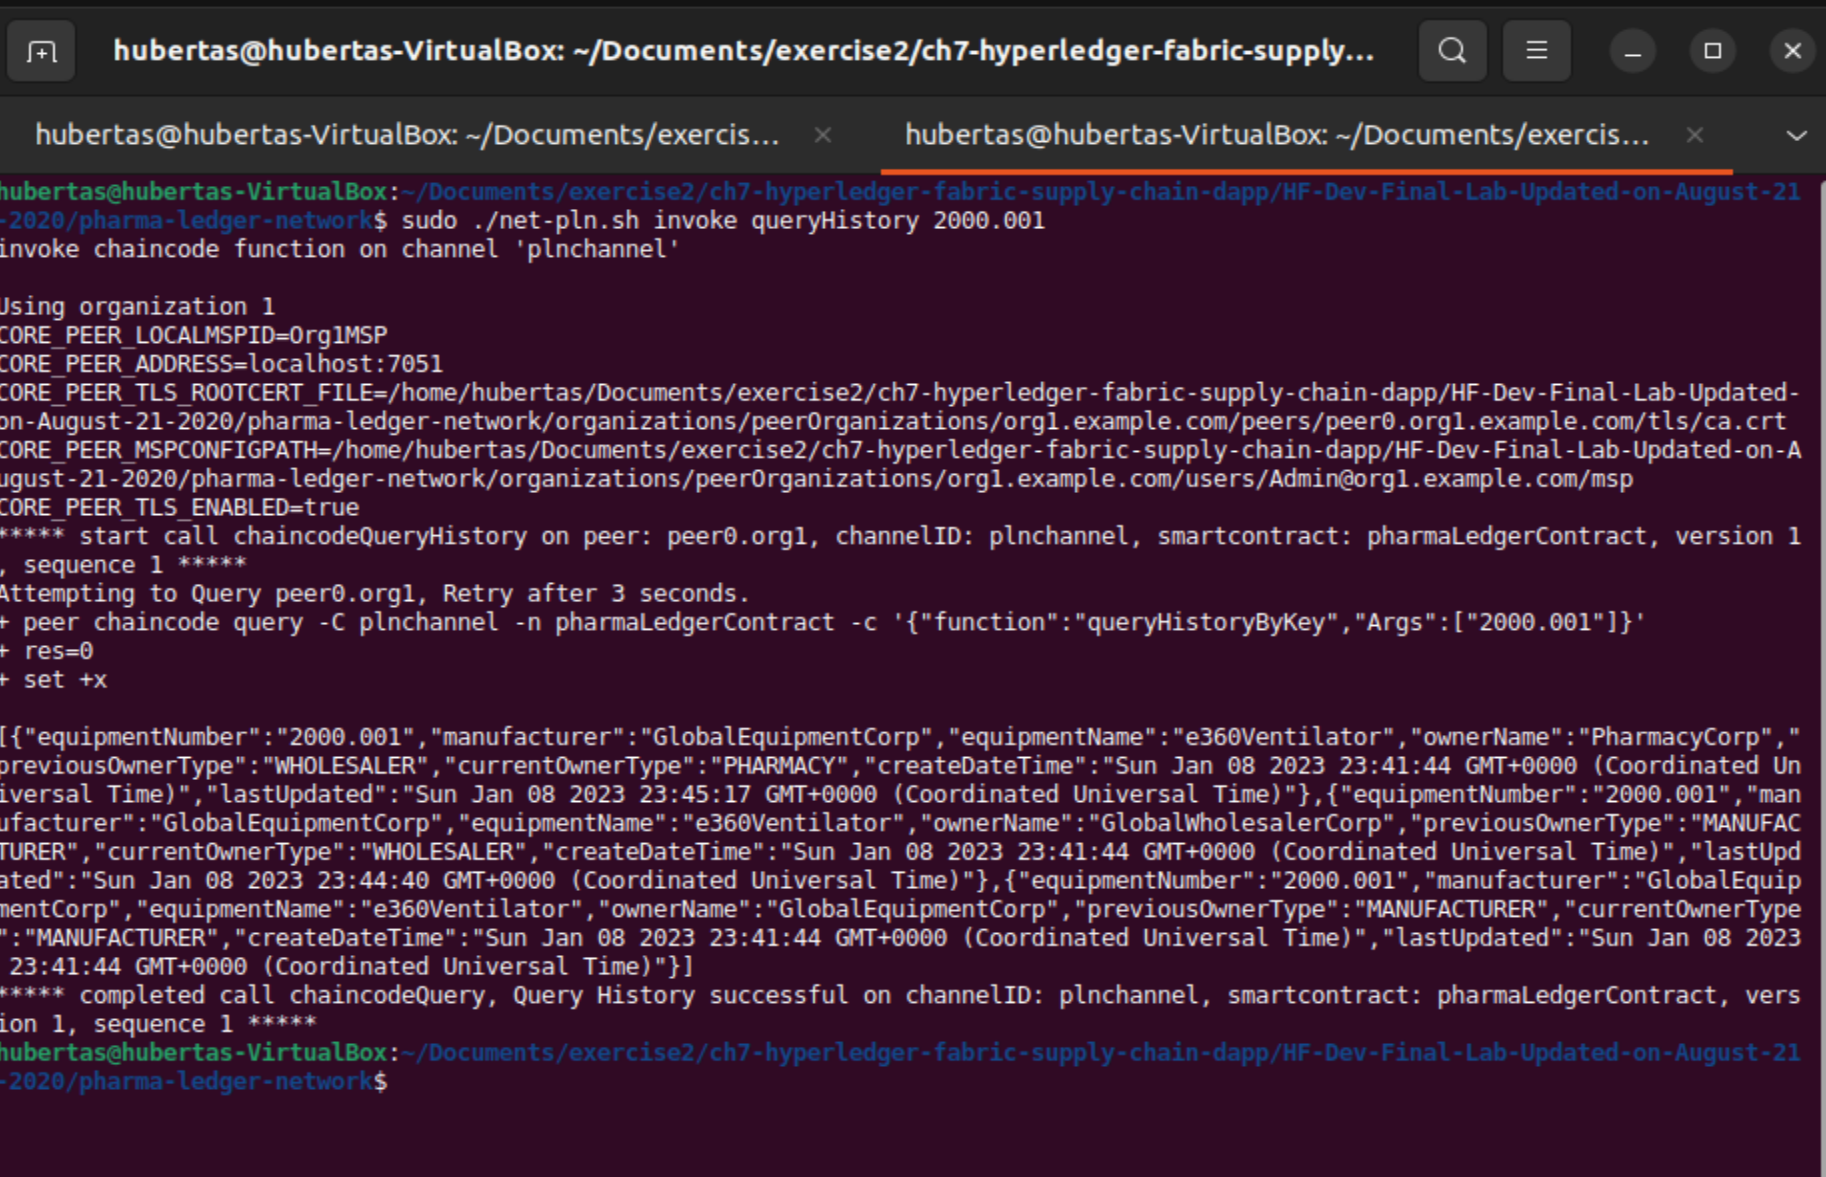 hubertas@hubertas-VirtualBox: ~/Documents/exercise2/ch7-hyperledger-fabric-supply...
hubertas@hubertas-VirtualBox: ~/Documents/exercis... hubertas@hubertas-VirtualBox: ~/Documents/exercis...
hubertas@hubertas-VirtualBox:~/Documents/exercise2/ch7-hyperledger-fabric-supply-chain-dapp/HF-Dev-Final-Lab-Updated-on-August-21
-2020/pharma-ledger-network$ sudo ./net-pln.sh invoke queryHistory 2000.001
invoke chaincode function on channel 'plnchannel'
Using organization 1
CORE_PEER_LOCALMSPID=Org1MSP
CORE_PEER_ADDRESS=localhost:7051
CORE_PEER_TLS_ROOTCERT_FILE=/home/hubertas/Documents/exercise2/ch7-hyperledger-fabric-supply-chain-dapp/HF-Dev-Final-Lab-Updated-
on-August-21-2020/pharma-ledger-network/organizations/peerOrganizations/org1.example.com/peers/peer0.org1.example.com/tls/ca.crt
CORE_PEER_MSPCONFIGPATH=/home/hubertas/Documents/exercise2/ch7-hyperledger-fabric-supply-chain-dapp/HF-Dev-Final-Lab-Updated-on-A
ugust-21-2020/pharma-ledger-network/organizations/peerOrganizations/org1.example.com/users/Admin@org1.example.com/msp
CORE_PEER_TLS_ENABLED=true
***** start call chaincodeQueryHistory on peer: peer0.org1, channelID: plnchannel, smartcontract: pharmaLedgerContract, version 1
, sequence 1 *****
Attempting to Query peer0.org1, Retry after 3 seconds.
+ peer chaincode query -C plnchannel -n pharmaLedgerContract -c '{"function":"queryHistoryByKey","Args":["2000.001"]}'
+ res=0
+ set +x
[{"equipmentNumber":"2000.001","manufacturer":"GlobalEquipmentCorp","equipmentName":"e360Ventilator","ownerName":"PharmacyCorp","
previousOwnerType":"WHOLESALER","currentOwnerType":"PHARMACY","createDateTime":"Sun Jan 08 2023 23:41:44 GMT+0000 (Coordinated Un
iversal Time)","lastUpdated":"Sun Jan 08 2023 23:45:17 GMT+0000 (Coordinated Universal Time)"},{"equipmentNumber":"2000.001","man
ufacturer":"GlobalEquipmentCorp","equipmentName":"e360Ventilator","ownerName":"GlobalWholesalerCorp","previousOwnerType":"MANUFAC
TURER","currentOwnerType":"WHOLESALER","createDateTime":"Sun Jan 08 2023 23:41:44 GMT+0000 (Coordinated Universal Time)","lastUpd
ated":"Sun Jan 08 2023 23:44:40 GMT+0000 (Coordinated Universal Time)"},{"equipmentNumber":"2000.001","manufacturer":"GlobalEquip
mentCorp","equipmentName":"e360Ventilator","ownerName":"GlobalEquipmentCorp","previousOwnerType":"MANUFACTURER","currentOwnerType
":"MANUFACTURER","createDateTime":"Sun Jan 08 2023 23:41:44 GMT+0000 (Coordinated Universal Time)","lastUpdated":"Sun Jan 08 2023
 23:41:44 GMT+0000 (Coordinated Universal Time)"}]
***** completed call chaincodeQuery, Query History successful on channelID: plnchannel, smartcontract: pharmaLedgerContract, vers
ion 1, sequence 1 *****
hubertas@hubertas-VirtualBox:~/Documents/exercise2/ch7-hyperledger-fabric-supply-chain-dapp/HF-Dev-Final-Lab-Updated-on-August-21
-2020/pharma-ledger-network$